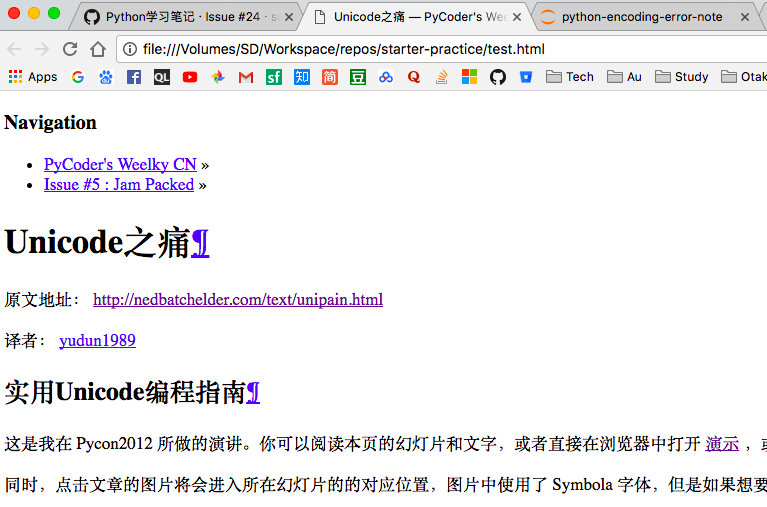 Python学习笔记 · Issue #24 · s
Unicode之痛 — PyCoder's Wee
python-encoding-error-note
file:///Volumes/SD/Workspace/repos/starter-practice/test.html
Apps
QL
sf
知
简
豆
Tech
Au
Study
Otak
Navigation
PyCoder's Weelky CN »
Issue #5 : Jam Packed »
Unicode之痛¶
原文地址： http://nedbatchelder.com/text/unipain.html
译者： yudun1989
实用Unicode编程指南¶
这是我在 Pycon2012 所做的演讲。你可以阅读本页的幻灯片和文字，或者直接在浏览器中打开 演示 ，或
同时，点击文章的图片将会进入所在幻灯片的的对应位置，图片中使用了 Symbola 字体，但是如果想要